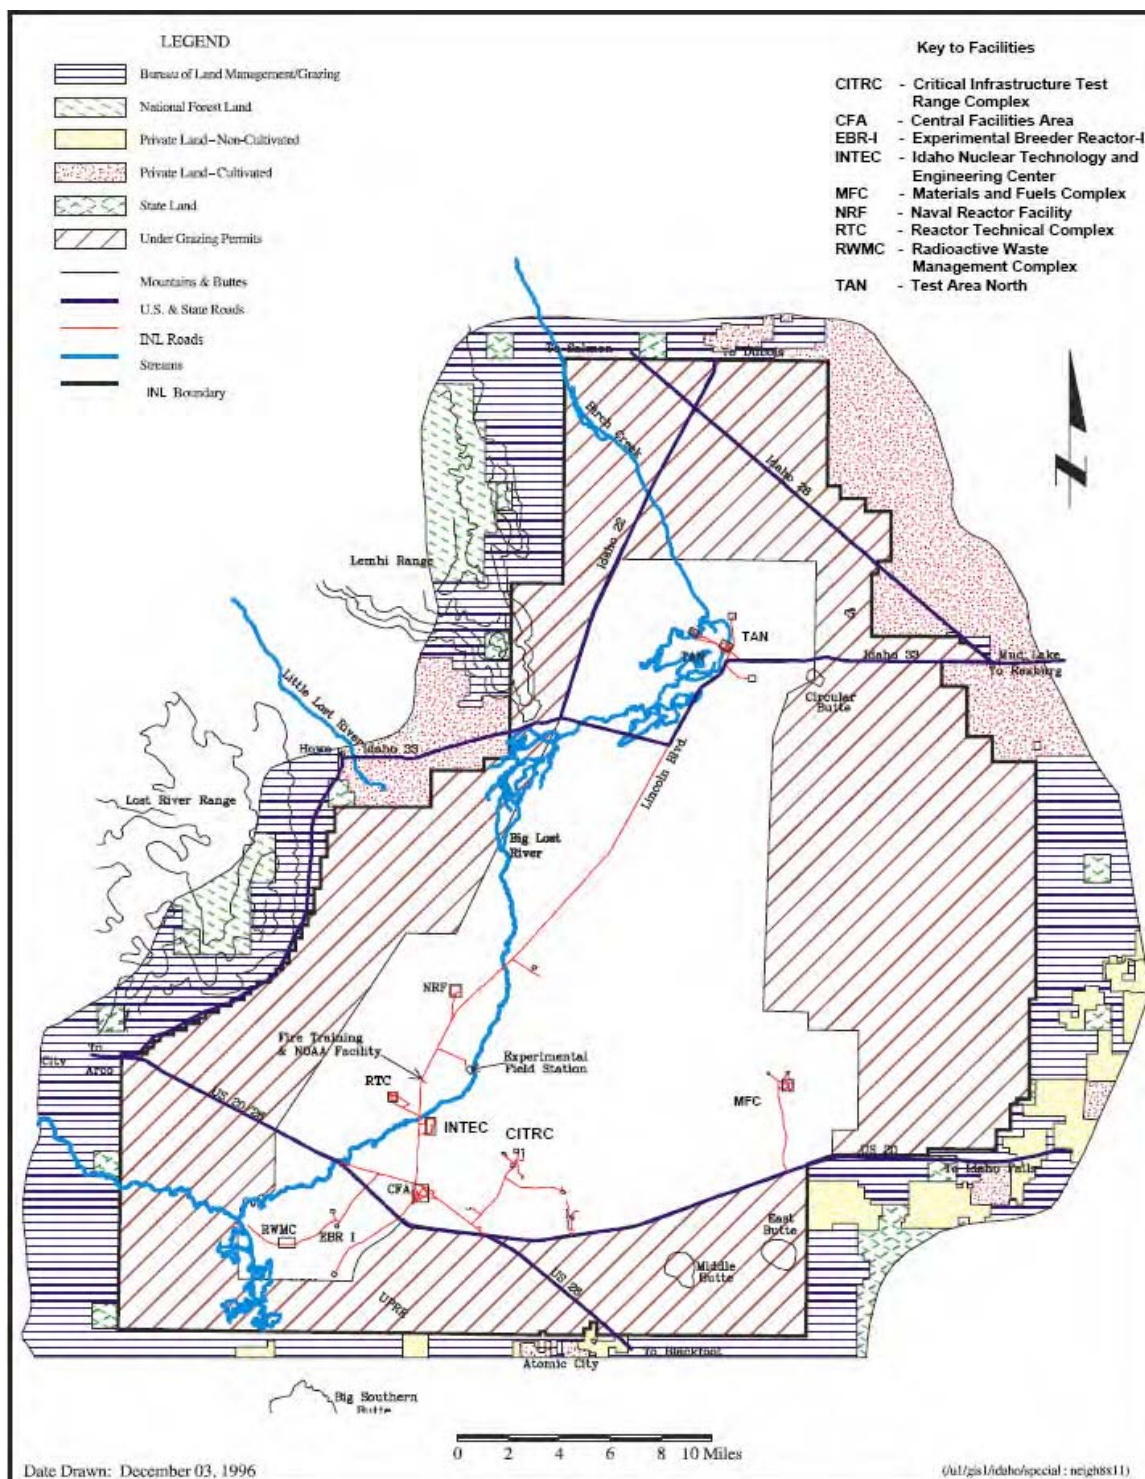 LEGEND
Bureau of Land Management/Grazing
National Forest Land
Private Land-Non-Cultivated
Private Land-Cultivated
State Land
Under Grazing Permits
Mountains & Buttes
U.S. & State Roads
INL Roads
Streams
INL Boundary
Key to Facilities
CITRC - Critical Infrastructure Test
Range Complex
CFA - Central Facilities Area
EBR-I - Experimental Breeder Reactor-I
INTEC - Idaho Nuclear Technology and
Engineering Center
MFC - Materials and Fuels Complex
NRF - Naval Reactor Facility
RTC - Reactor Technical Complex
RWMC - Radioactive Waste
Management Complex
TAN - Test Area North
To Salmon
To Dubois
Birch Creek
Idaho 28
Idaho 22
Lemhi Range
TAN
TAN
Idaho 33
Mud Lake
To Rexburg
Circular
Butte
Little Lost
River
Howe
Idaho 33
Lincoln Blvd.
Lost River Range
Big Lost
River
NRF
Fire Training
& NOAA Facility
Experimental
Field Station
To
Arco
City
RTC
US 20/26
INTEC
CITRC
MFC
US 20
To Idaho Falls
CFA
RWMC
EBR I
East
Butte
Middle
Butte
US 26
UPRR
To Blackfoot
Atomic City
Big Southern
Butte
0 2 4 6 8 10 Miles
Date Drawn: December 03, 1996
(/u1/gis1/idaho/special : neigh8x11)